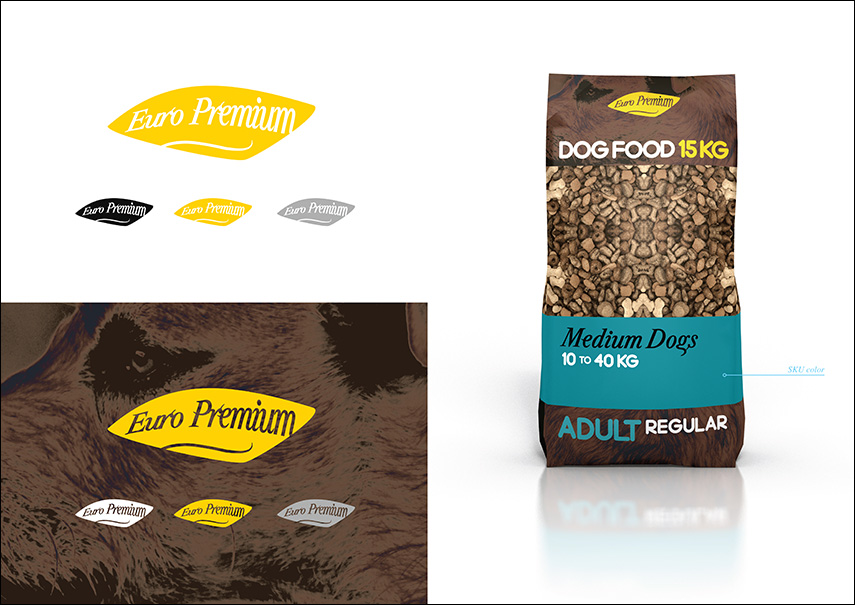 Euro Premium
Euro Premium
Euro Premium
Euro Premium
Euro Premium
Euro Premium
Euro Premium
Euro Premium
Euro Premium
DOG FOOD 15 KG
Medium Dogs
10 TO 40 KG
SKU color
ADULT REGULAR